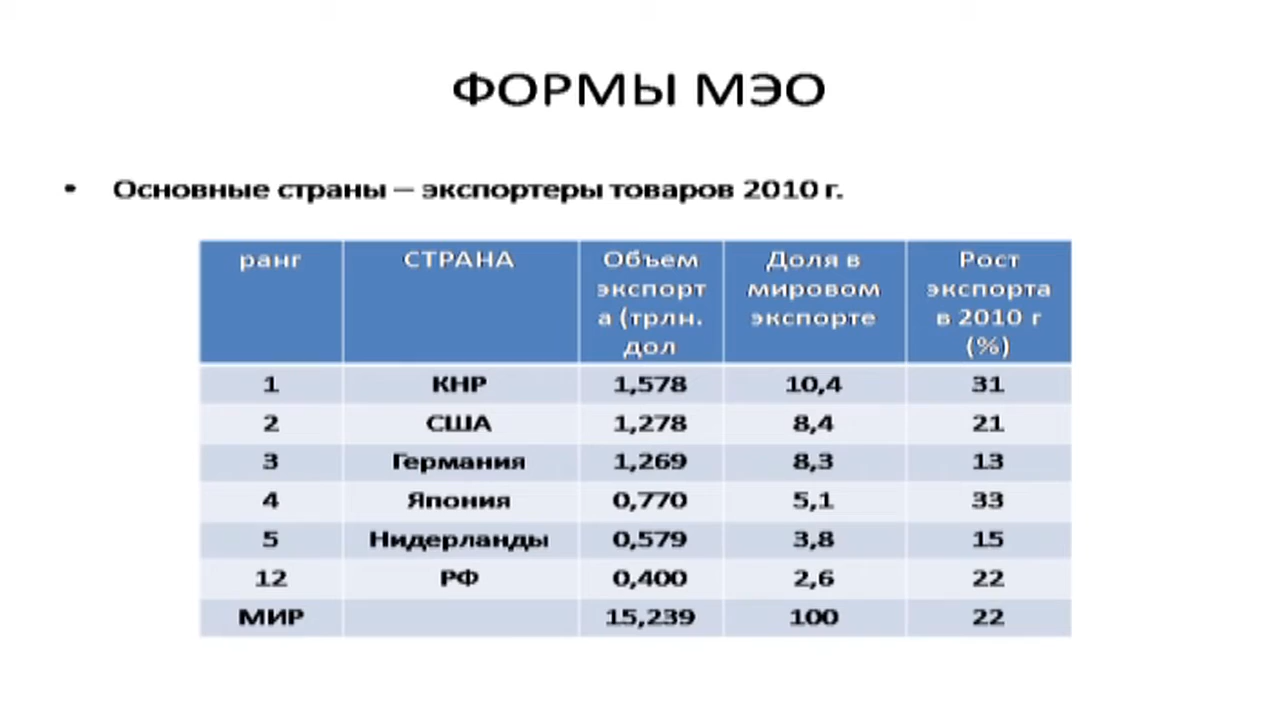 ФОРМЫ МЭО
• Основные страны – экспортеры товаров 2010 г.
ранг СТРАНА Объем экспорта (трлн. дол Доля в мировом экспорте Рост экспорта в 2010 г (%)
1 КНР 1,578 10,4 31
2 США 1,278 8,4 21
3 Германия 1,269 8,3 13
4 Япония 0,770 5,1 33
5 Нидерланды 0,579 3,8 15
12 РФ 0,400 2,6 22
МИР 15,239 100 22